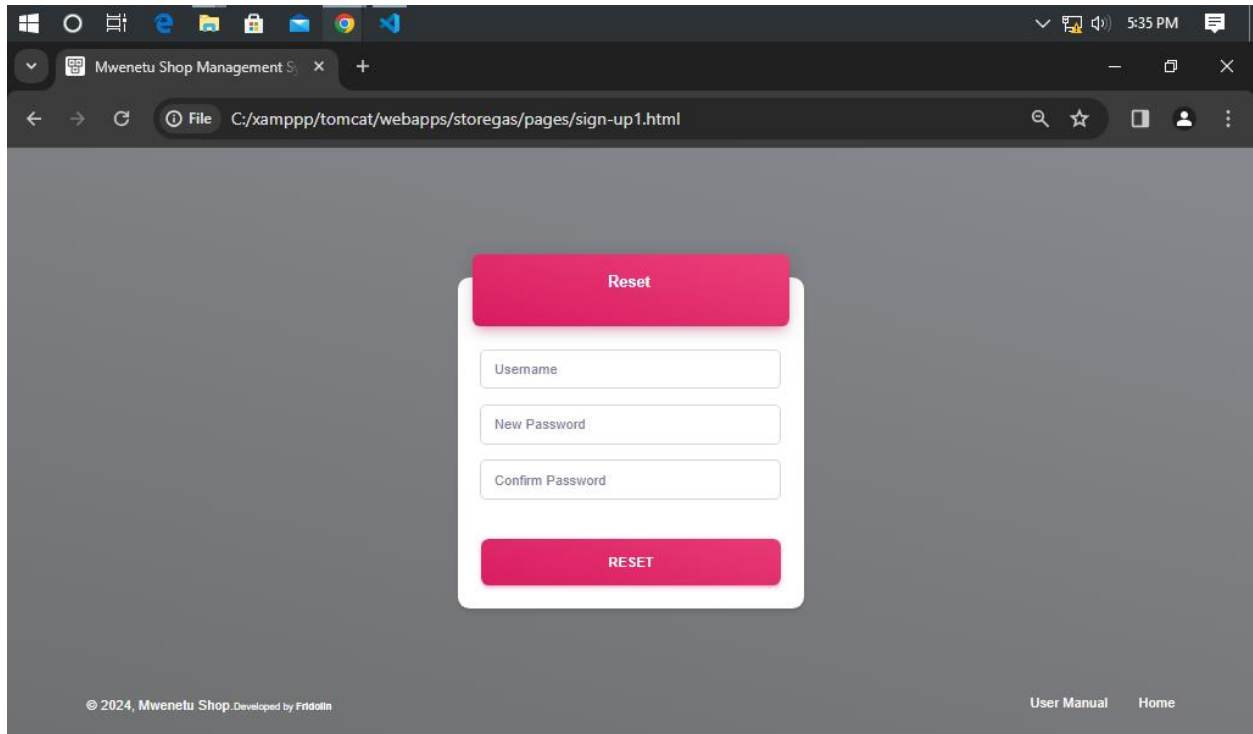 5:35 PM
Mwenetu Shop Management Sy
File C:/xamppp/tomcat/webapps/storegas/pages/sign-up1.html
Reset
Username
New Password
Confirm Password
RESET
© 2024, Mwenetu Shop.Developed by Fridolin
User Manual Home